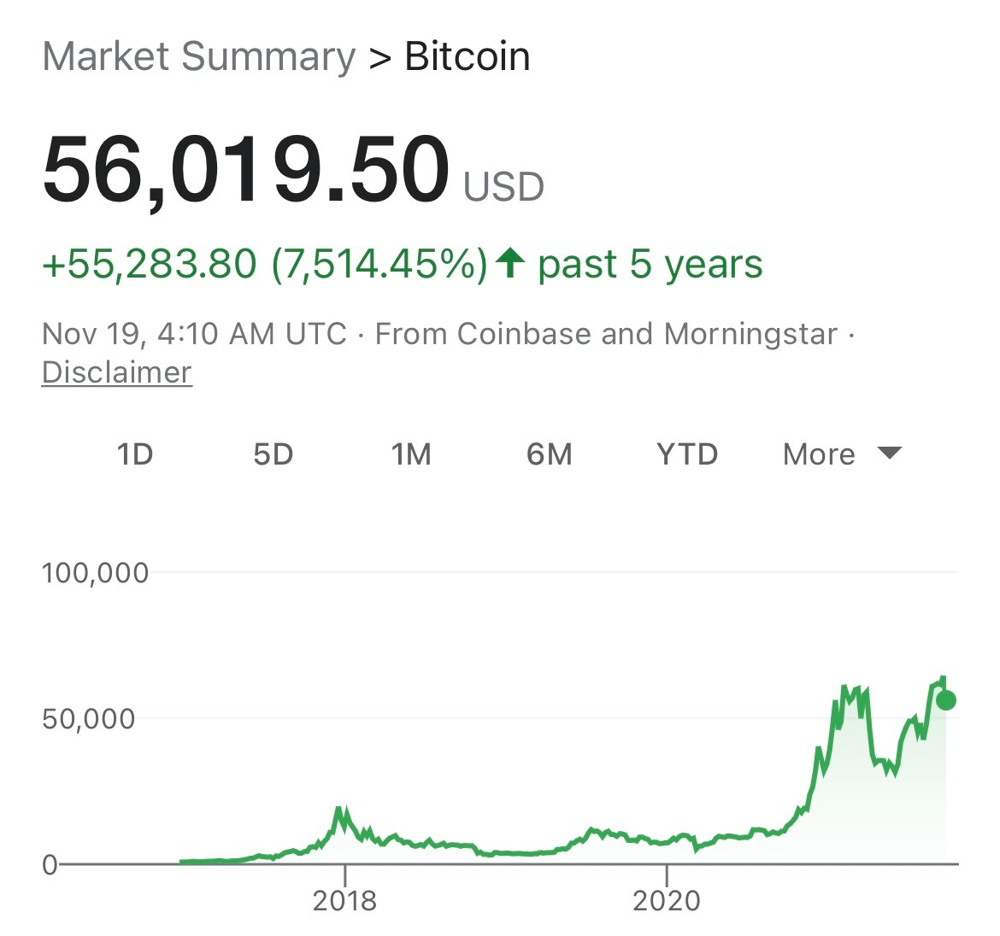 Market Summary > Bitcoin
56,019.50 USD
+55,283.80 (7,514.45%) ↑ past 5 years
Nov 19, 4:10 AM UTC · From Coinbase and Morningstar ·
Disclaimer
1D 5D 1M 6M YTD More
100,000
50,000
0
2018 2020